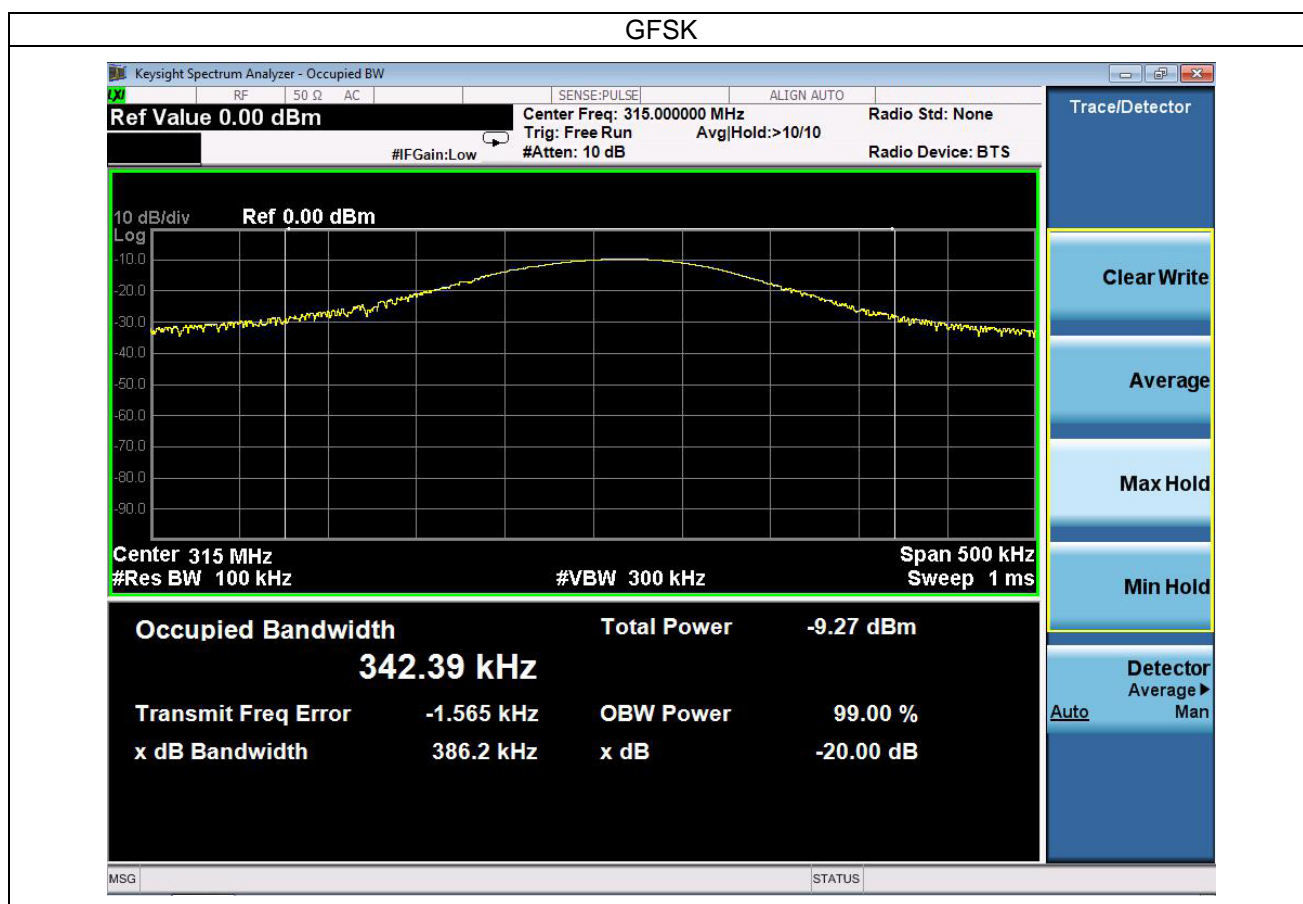 GFSK
Keysight Spectrum Analyzer - Occupied BW
LXI RF 50 Ω AC SENSE:PULSE ALIGN AUTO
Ref Value 0.00 dBm
#IFGain:Low
Center Freq: 315.000000 MHz
Trig: Free Run Avg|Hold:>10/10
#Atten: 10 dB
Radio Std: None
Radio Device: BTS
10 dB/div Ref 0.00 dBm
Log
-10.0
-20.0
-30.0
-40.0
-50.0
-60.0
-70.0
-80.0
-90.0
Center 315 MHz Span 500 kHz
#Res BW 100 kHz #VBW 300 kHz Sweep 1 ms
Occupied Bandwidth Total Power -9.27 dBm
342.39 kHz
Transmit Freq Error -1.565 kHz OBW Power 99.00 %
x dB Bandwidth 386.2 kHz x dB -20.00 dB
Trace/Detector
Clear Write
Average
Max Hold
Min Hold
Detector
Average▶
Auto Man
MSG STATUS